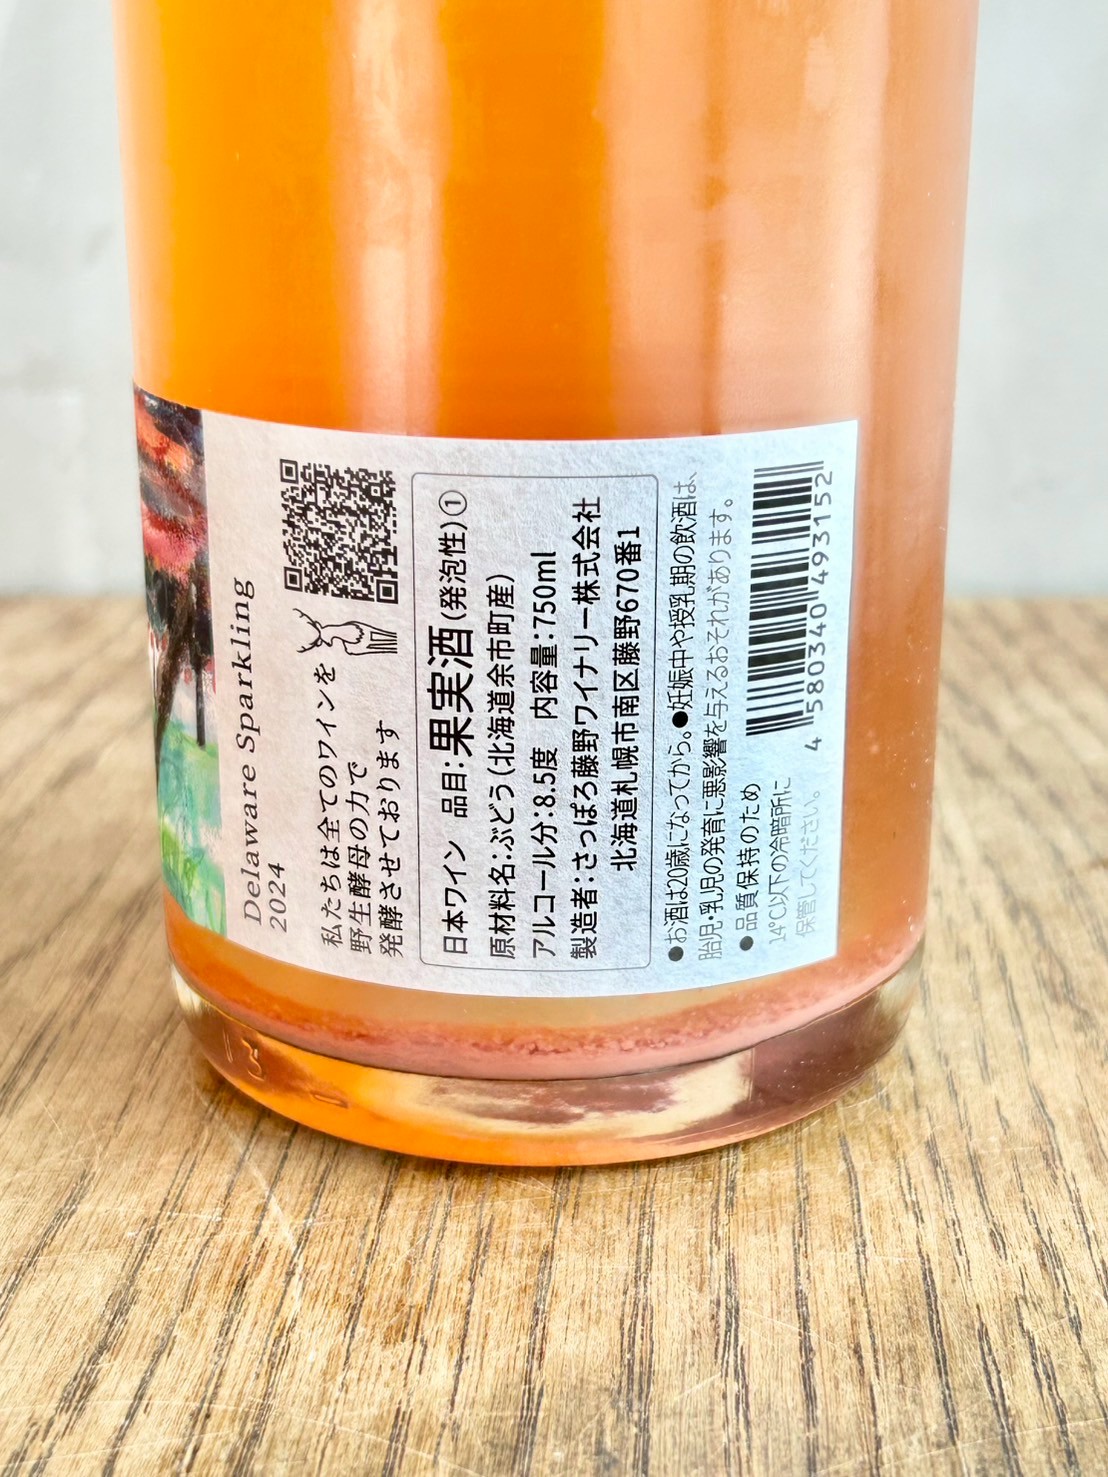 Delaware Sparkling
2024
私たちは全てのワインを
野生酵母の力で
発酵させております
日本ワイン 品目:果実酒(発泡性)①
原材料名:ぶどう(北海道余市町産)
アルコール分:8.5度 内容量:750ml
製造者:さっぽろ藤野ワイナリー株式会社
北海道札幌市南区藤野670番1
●お酒は20歳になってから。●妊娠中や授乳期の飲酒は、
胎児・乳児の発育に悪影響を与えるおそれがあります。
●品質保持のため
14℃以下の冷暗所に
保管してください。
4 580340 493152